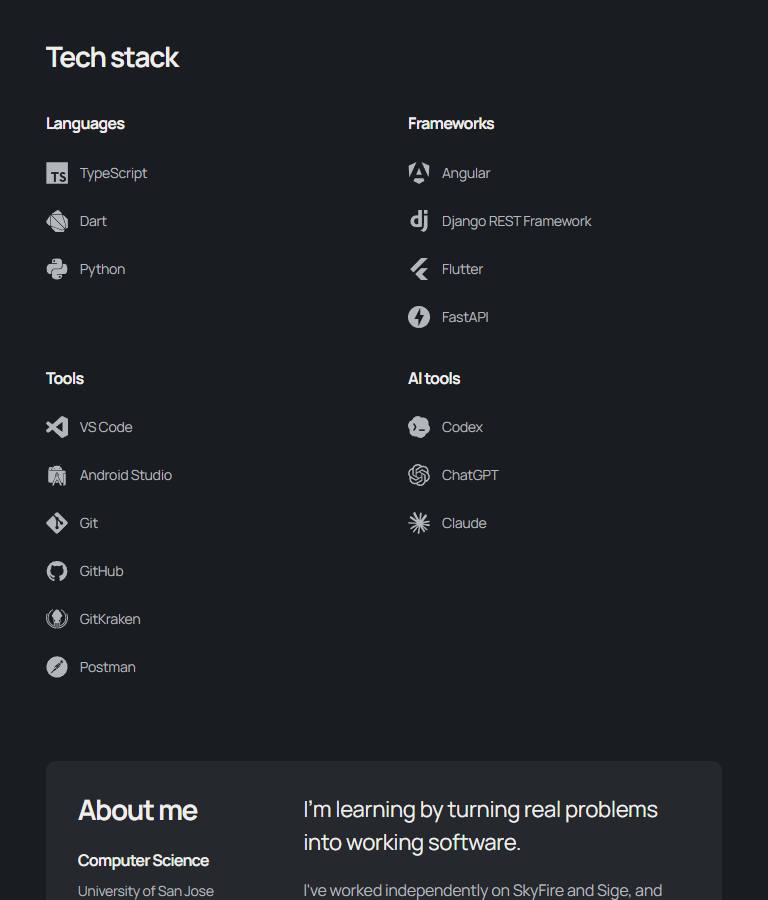 Tech stack
Languages
TS TypeScript
Dart
Python
Frameworks
Angular
dj Django REST Framework
Flutter
FastAPI
Tools
VS Code
Android Studio
Git
GitHub
GitKraken
Postman
AI tools
Codex
ChatGPT
Claude
About me
Computer Science
University of San Jose
I'm learning by turning real problems
into working software.
I've worked independently on SkyFire and Sige, and